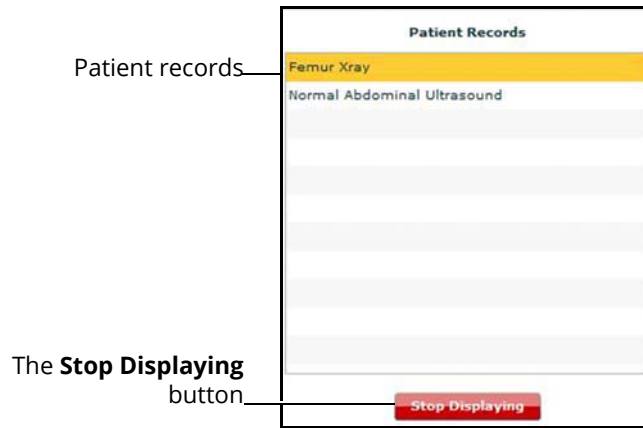 Patient Records
Patient records
Femur Xray
Normal Abdominal Ultrasound
The Stop Displaying
button
Stop Displaying